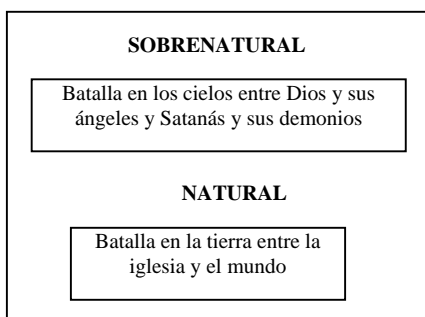 SOBRENATURAL
Batalla en los cielos entre Dios y sus
ángeles y Satanás y sus demonios
NATURAL
Batalla en la tierra entre la
iglesia y el mundo